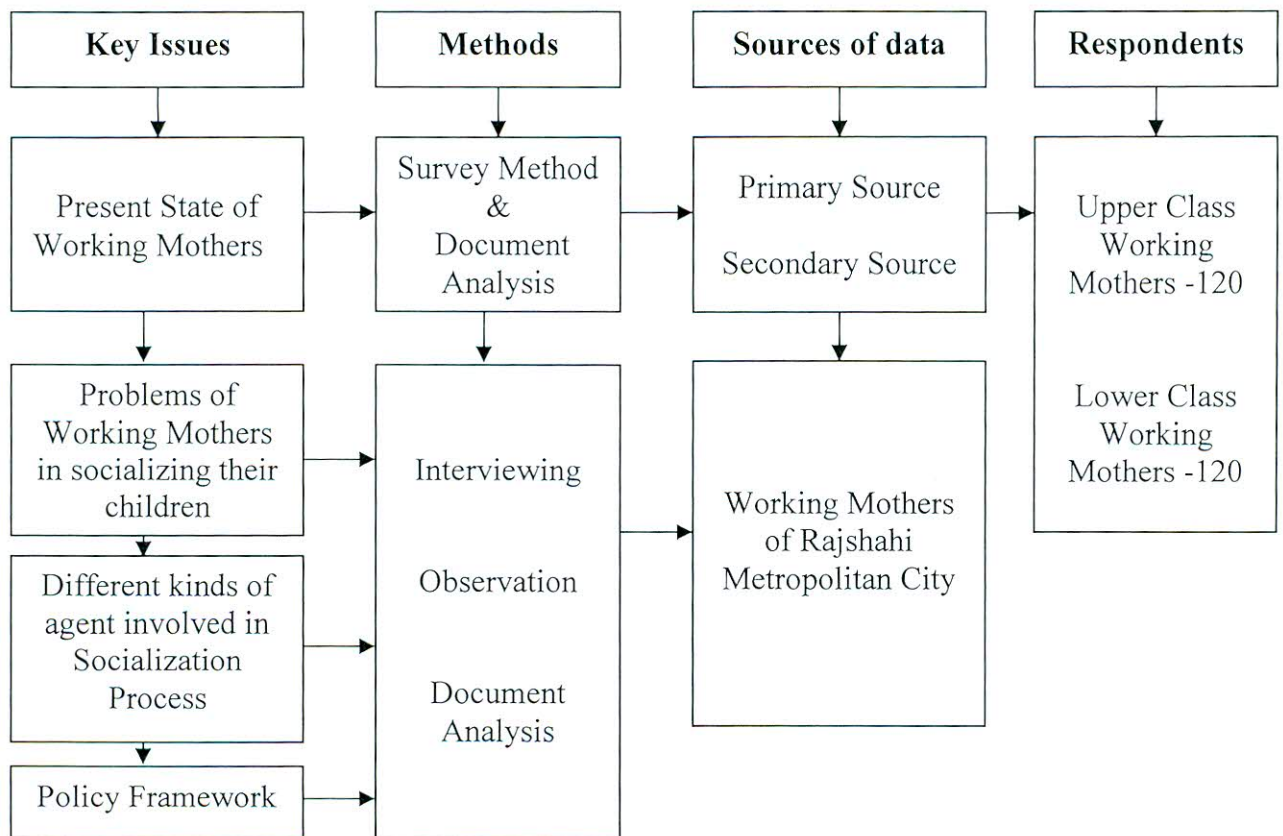 Key Issues
Methods
Sources of data
Respondents
Present State of
Working Mothers
Survey Method
&
Document
Analysis
Primary Source
Secondary Source
Upper Class
Working
Mothers -120
Lower Class
Working
Mothers -120
Problems of
Working Mothers
in socializing their
children
Different kinds of
agent involved in
Socialization
Process
Policy Framework
Interviewing
Observation
Document
Analysis
Working Mothers
of Rajshahi
Metropolitan City